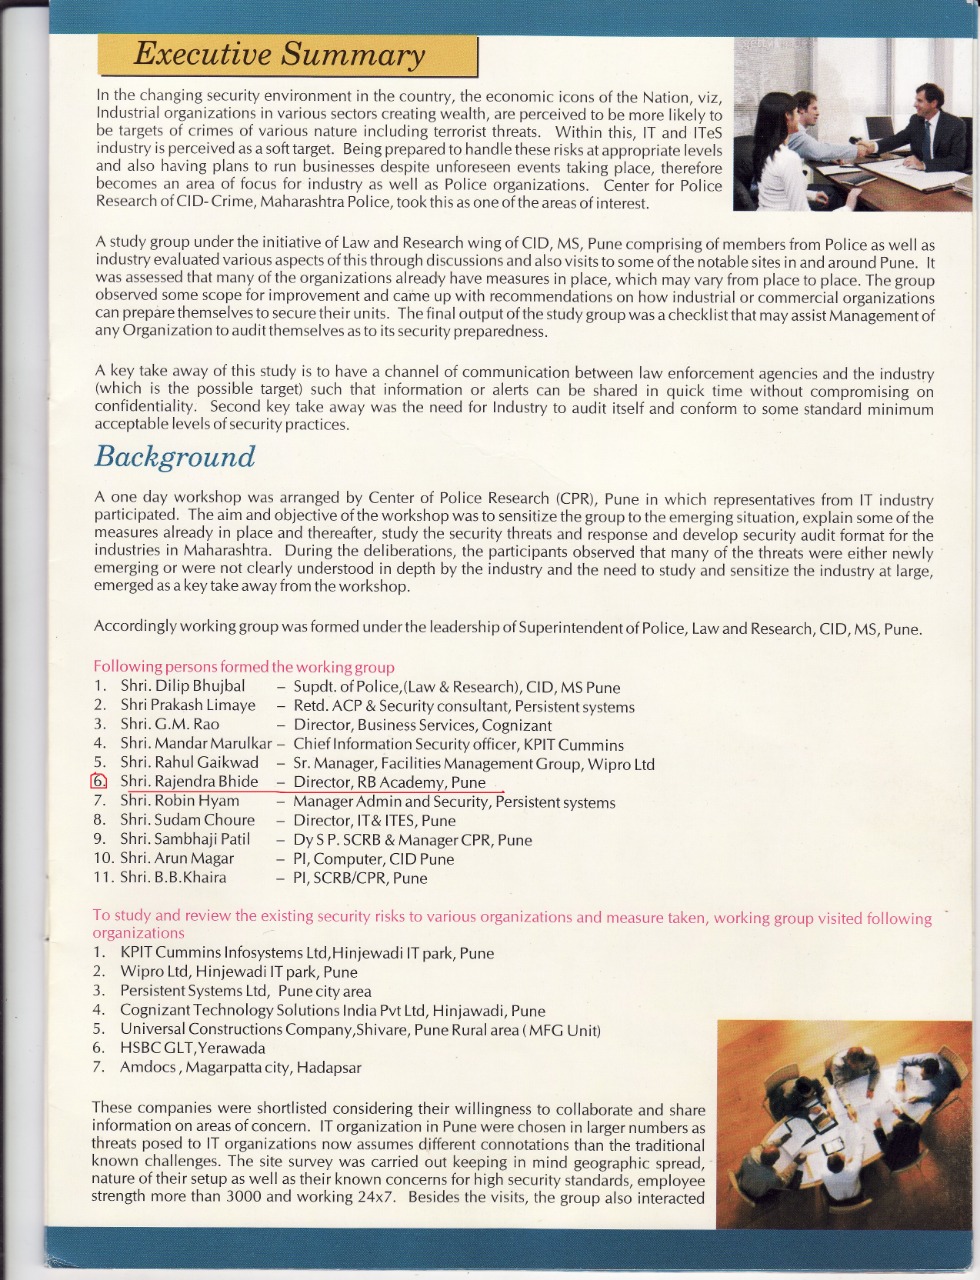 Executive Summary
In the changing security environment in the country, the economic icons of the Nation, viz,
Industrial organizations in various sectors creating wealth, are perceived to be more likely to
be targets of crimes of various nature including terrorist threats. Within this, IT and ITeS
industry is perceived as a soft target. Being prepared to handle these risks at appropriate levels
and also having plans to run businesses despite unforeseen events taking place, therefore
becomes an area of focus for industry as well as Police organizations. Center for Police
Research of CID- Crime, Maharashtra Police, took this as one of the areas of interest.
A study group under the initiative of Law and Research wing of CID, MS, Pune comprising of members from Police as well as
industry evaluated various aspects of this through discussions and also visits to some of the notable sites in and around Pune. It
was assessed that many of the organizations already have measures in place, which may vary from place to place. The group
observed some scope for improvement and came up with recommendations on how industrial or commercial organizations
can prepare themselves to secure their units. The final output of the study group was a checklist that may assist Management of
any Organization to audit themselves as to its security preparedness.
A key take away of this study is to have a channel of communication between law enforcement agencies and the industry
(which is the possible target) such that information or alerts can be shared in quick time without compromising on
confidentiality. Second key take away was the need for Industry to audit itself and conform to some standard minimum
acceptable levels of security practices.
Background
A one day workshop was arranged by Center of Police Research (CPR), Pune in which representatives from IT industry
participated. The aim and objective of the workshop was to sensitize the group to the emerging situation, explain some of the
measures already in place and thereafter, study the security threats and response and develop security audit format for the
industries in Maharashtra. During the deliberations, the participants observed that many of the threats were either newly
emerging or were not clearly understood in depth by the industry and the need to study and sensitize the industry at large,
emerged as a key take away from the workshop.
Accordingly working group was formed under the leadership of Superintendent of Police, Law and Research, CID, MS, Pune.
Following persons formed the working group
1. Shri. Dilip Bhujbal – Supdt. of Police,(Law & Research), CID, MS Pune
2. Shri Prakash Limaye – Retd. ACP & Security consultant, Persistent systems
3. Shri. G.M. Rao – Director, Business Services, Cognizant
4. Shri. Mandar Marulkar – Chief Information Security officer, KPIT Cummins
5. Shri. Rahul Gaikwad – Sr. Manager, Facilities Management Group, Wipro Ltd
6. Shri. Rajendra Bhide – Director, RB Academy, Pune
7. Shri. Robin Hyam – Manager Admin and Security, Persistent systems
8. Shri. Sudam Choure – Director, IT& ITES, Pune
9. Shri. Sambhaji Patil – Dy S P. SCRB & Manager CPR, Pune
10. Shri. Arun Magar – PI, Computer, CID Pune
11. Shri. B.B.Khaira – PI, SCRB/CPR, Pune
To study and review the existing security risks to various organizations and measure taken, working group visited following
organizations
1. KPIT Cummins Infosystems Ltd,Hinjewadi IT park, Pune
2. Wipro Ltd, Hinjewadi IT park, Pune
3. Persistent Systems Ltd, Pune city area
4. Cognizant Technology Solutions India Pvt Ltd, Hinjawadi, Pune
5. Universal Constructions Company,Shivare, Pune Rural area ( MFG Unit)
6. HSBC GLT,Yerawada
7. Amdocs , Magarpatta city, Hadapsar
These companies were shortlisted considering their willingness to collaborate and share
information on areas of concern. IT organization in Pune were chosen in larger numbers as
threats posed to IT organizations now assumes different connotations than the traditional
known challenges. The site survey was carried out keeping in mind geographic spread,
nature of their setup as well as their known concerns for high security standards, employee
strength more than 3000 and working 24x7. Besides the visits, the group also interacted